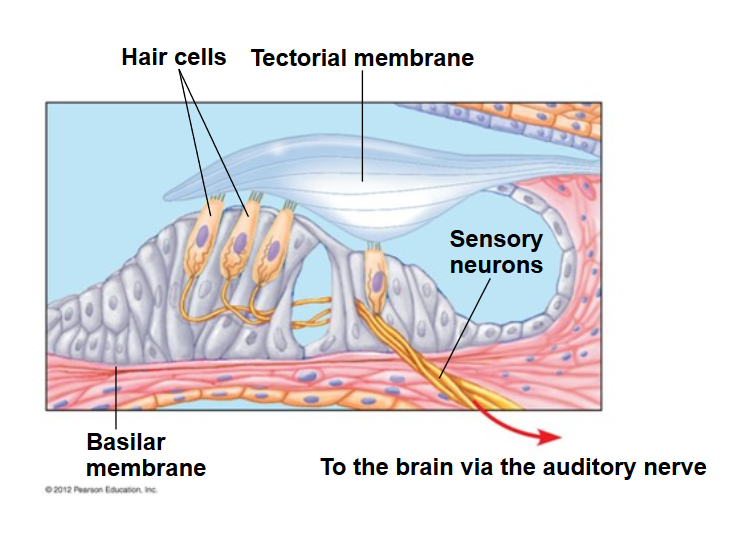 Hair cells
Tectorial membrane
Sensory
neurons
Basilar
membrane
To the brain via the auditory nerve
© 2012 Pearson Education, Inc.